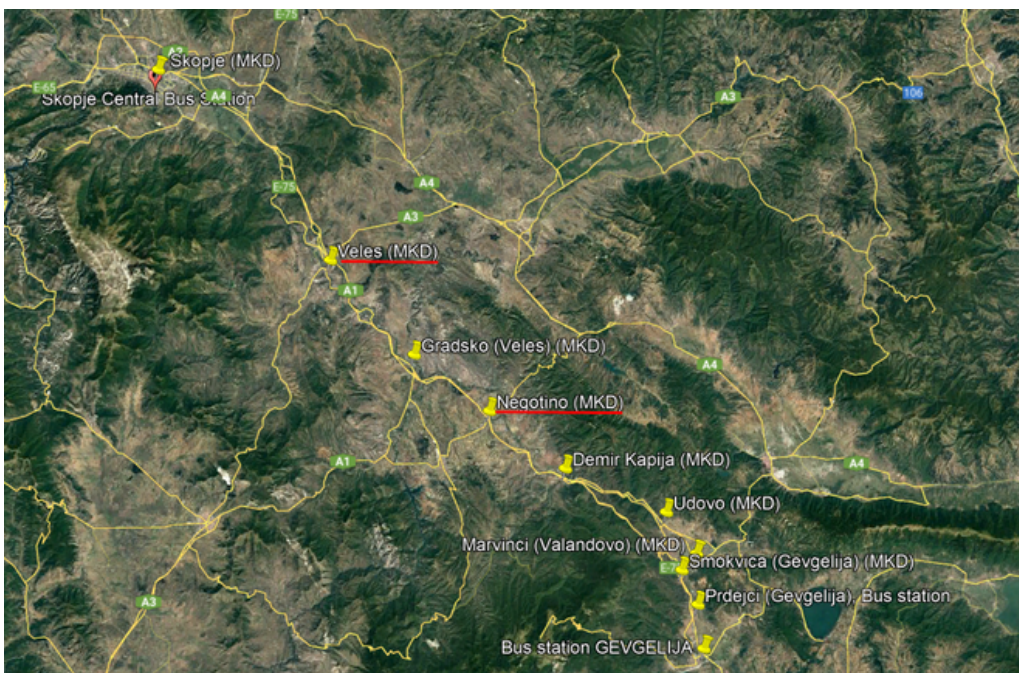 E-75
A2
Skopje (MKD)
E-65
Skopje Central Bus Station
A4
A3
106
E-75
A4
A3
Veles (MKD)
A1
Gradsko (Veles) (MKD)
A4
Negotino (MKD)
A1
Demir Kapija (MKD)
A4
Udovo (MKD)
Marvinci (Valandovo) (MKD)
Smokvica (Gevgelija) (MKD)
A3
Prdejci (Gevgelija), Bus station
Bus station GEVGELIJA